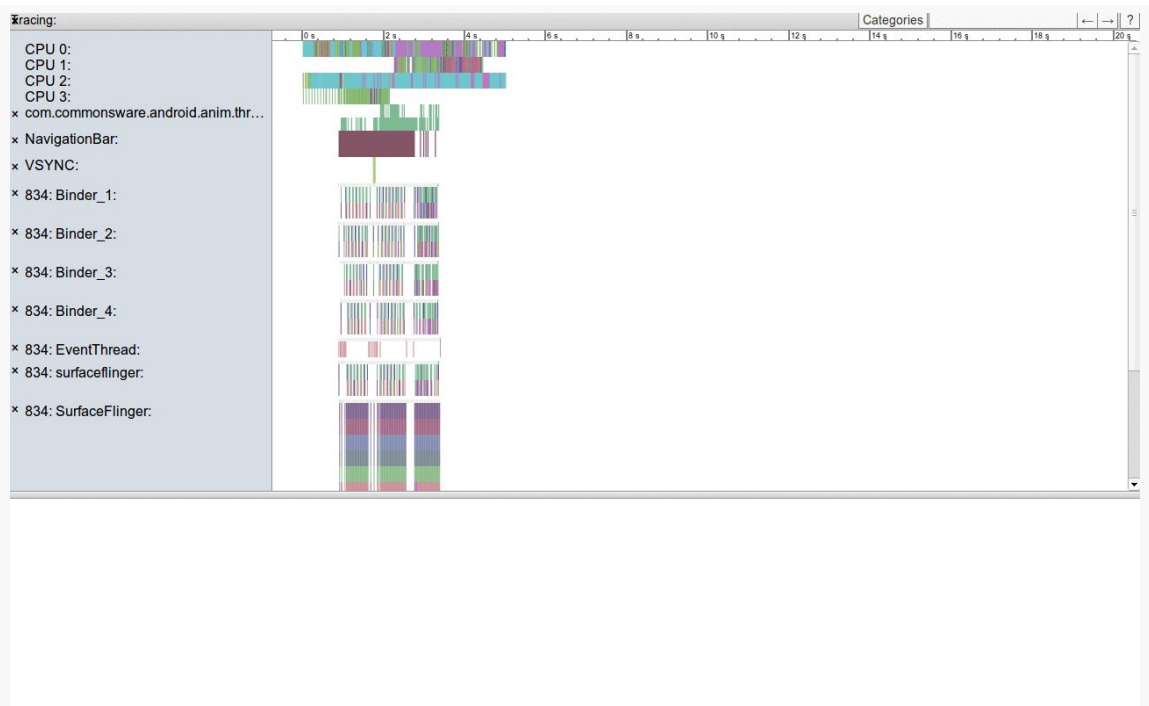 Tracing:
Categories
← → ?
0 s 2 s 4 s 6 s 8 s 10 s 12 s 14 s 16 s 18 s 20 s
CPU 0:
CPU 1:
CPU 2:
CPU 3:
× com.commonsware.android.anim.thr...
× NavigationBar:
× VSYNC:
× 834: Binder_1:
× 834: Binder_2:
× 834: Binder_3:
× 834: Binder_4:
× 834: EventThread:
× 834: surfaceflinger:
× 834: SurfaceFlinger: